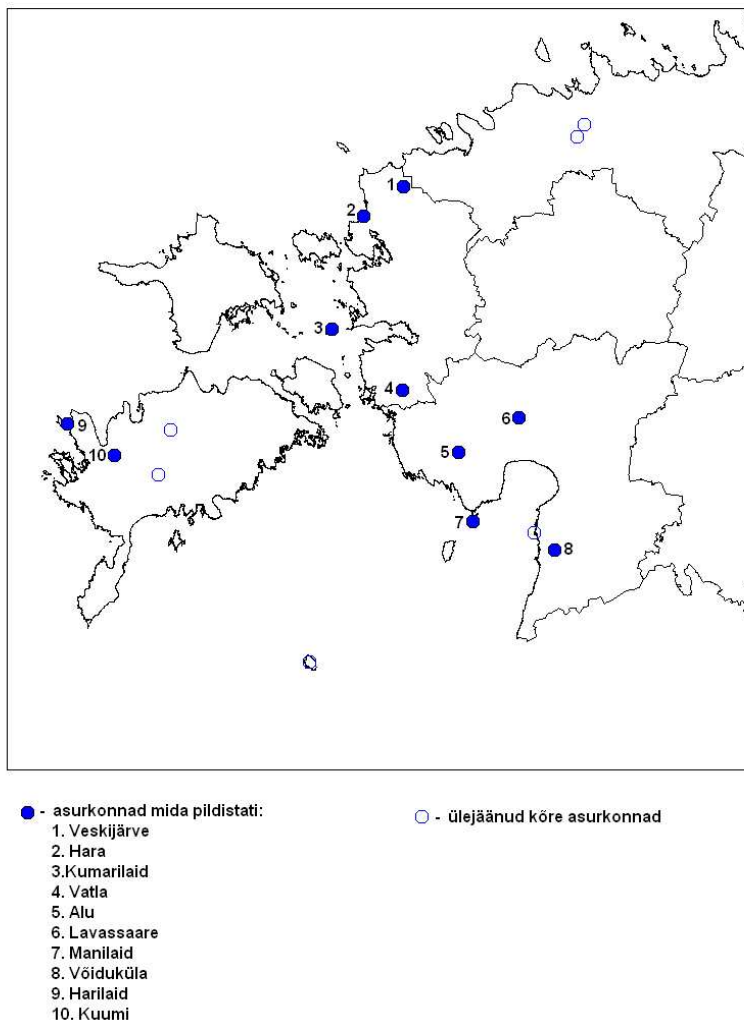 1
2
3
4
9
10
6
5
7
8
- asurkonnad mida pildistati:
1. Veskijärve
2. Hara
3.Kumarilaid
4. Vatla
5. Alu
6. Lavassaare
7. Manilaid
8. Võiduküla
9. Harilaid
10. Kuumi
- ülejäänud kõre asurkonnad